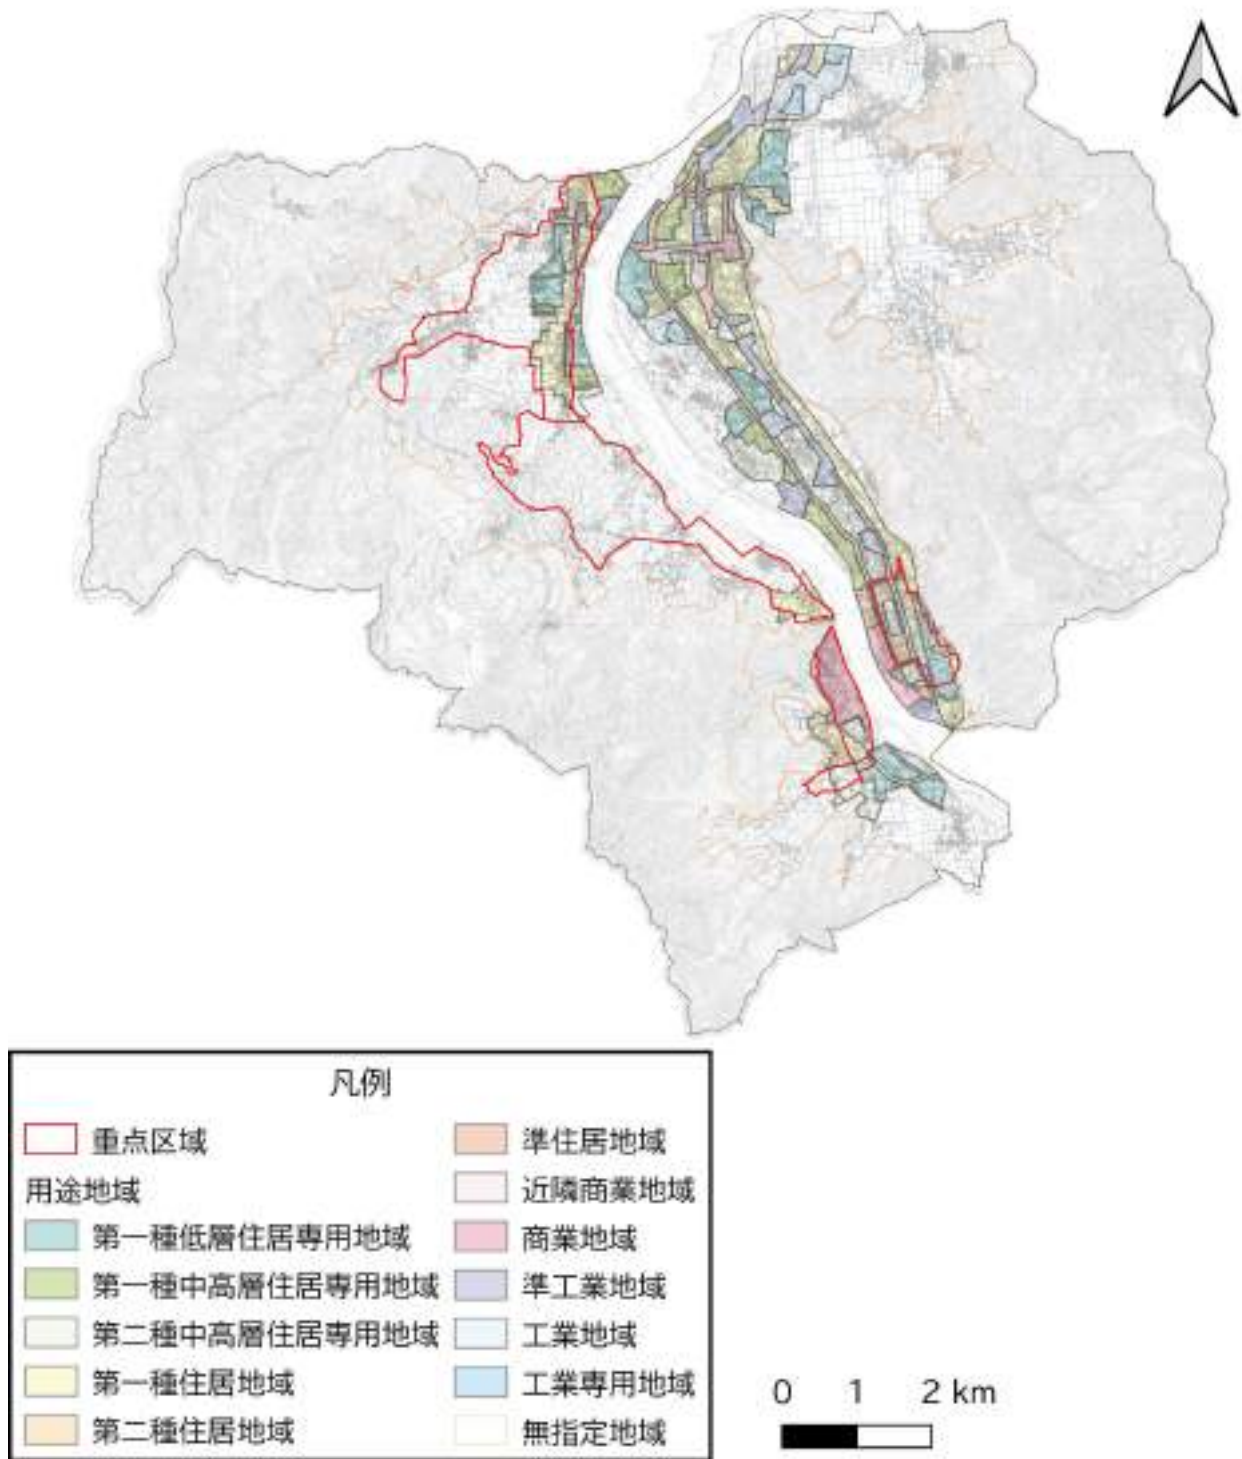 凡例
重点区域
用途地域
第一種低層住居専用地域
第一種中高層住居専用地域
第二種中高層住居専用地域
第一種住居地域
第二種住居地域
準住居地域
近隣商業地域
商業地域
準工業地域
工業地域
工業専用地域
無指定地域
0 1 2 km